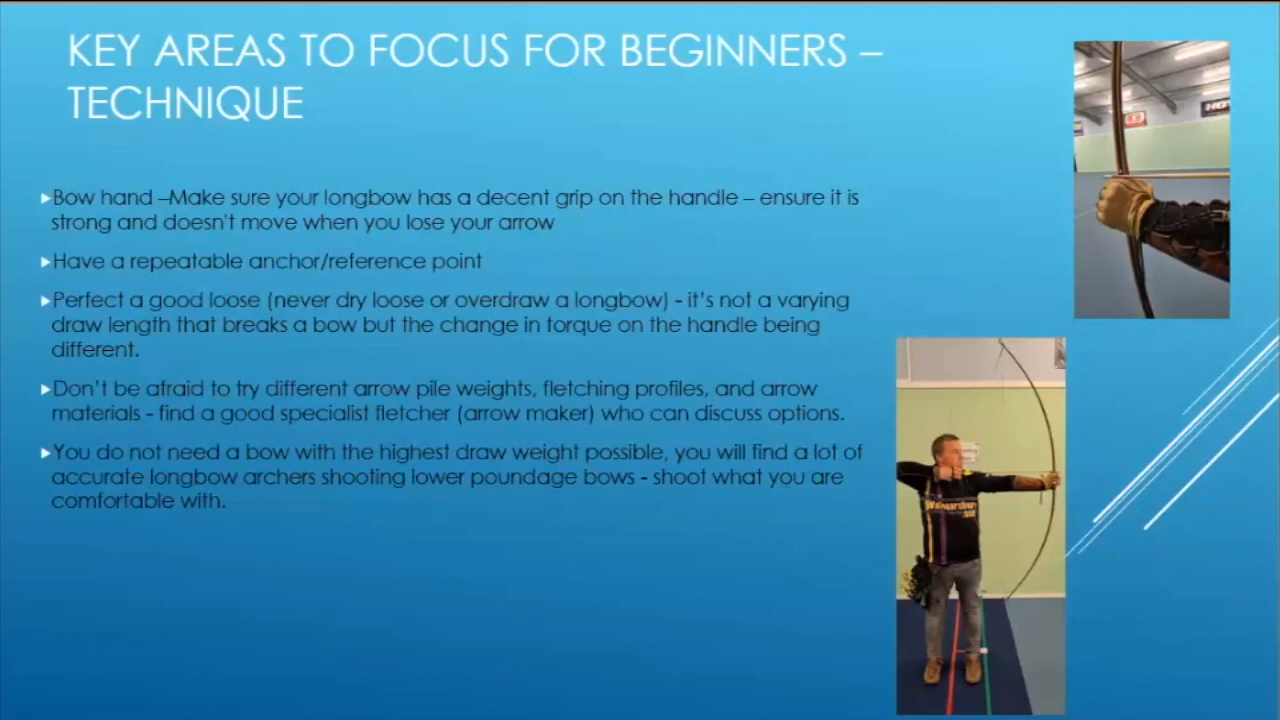 KEY AREAS TO FOCUS FOR BEGINNERS –
TECHNIQUE
Bow hand –Make sure your longbow has a decent grip on the handle – ensure it is
strong and doesn't move when you lose your arrow
Have a repeatable anchor/reference point
Perfect a good loose (never dry loose or overdraw a longbow) - it's not a varying
draw length that breaks a bow but the change in torque on the handle being
different.
Don't be afraid to try different arrow pile weights, fletching profiles, and arrow
materials - find a good specialist fletcher (arrow maker) who can discuss options.
You do not need a bow with the highest draw weight possible, you will find a lot of
accurate longbow archers shooting lower poundage bows - shoot what you are
comfortable with.